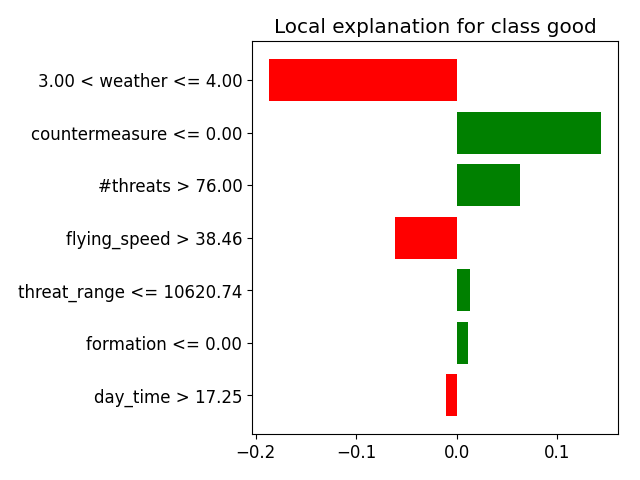 Local explanation for class good
3.00 < weather <= 4.00
countermeasure <= 0.00
#threats > 76.00
flying_speed > 38.46
threat_range <= 10620.74
formation <= 0.00
day_time > 17.25
−0.2 −0.1 0.0 0.1